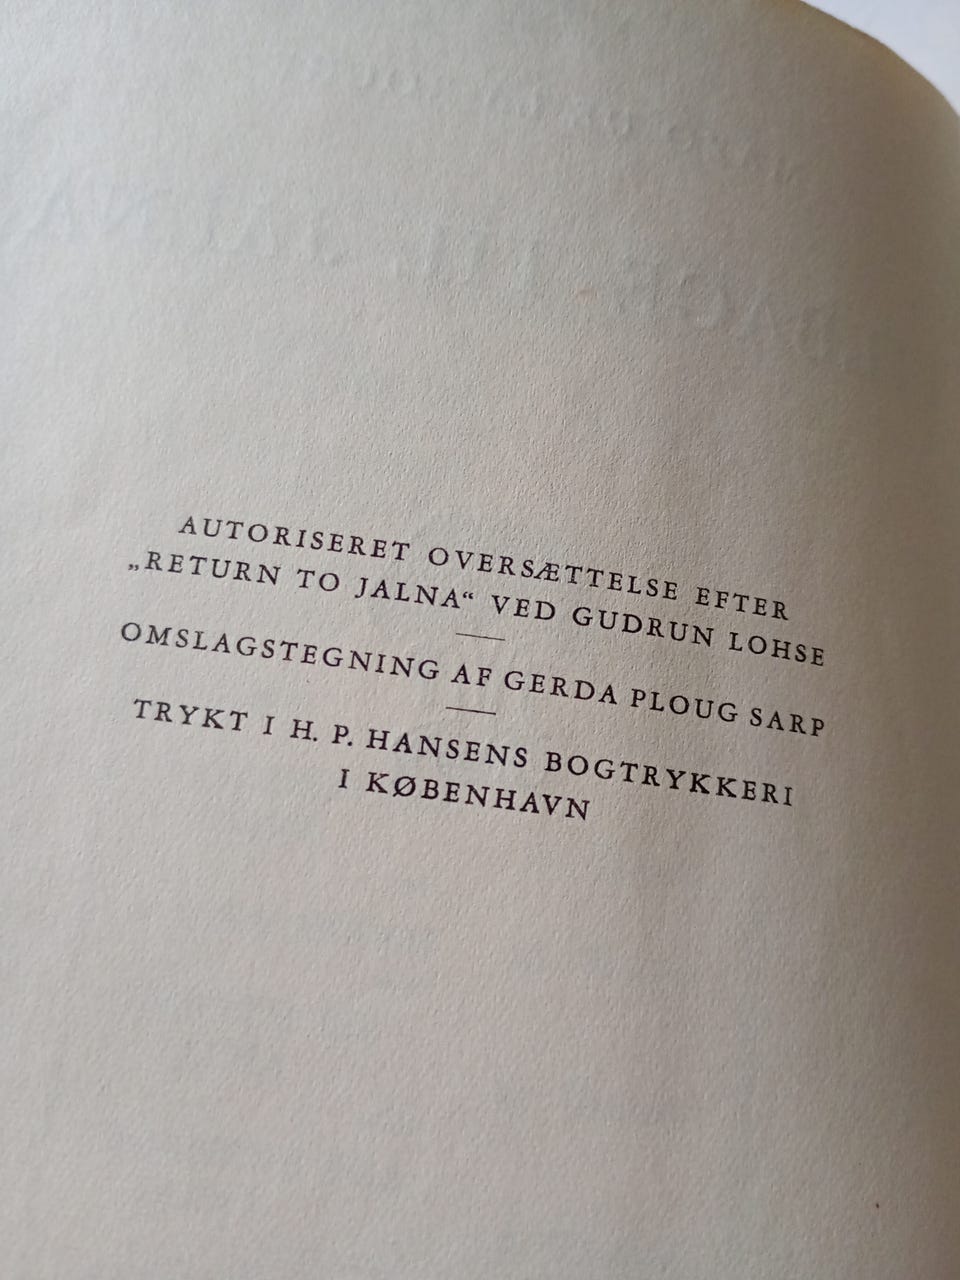 AUTORISERET OVERSÆTTELSE EFTER
„RETURN TO JALNA“ VED GUDRUN LOHSE
OMSLAGSTEGNING AF GERDA PLOUG SARP
TRYKT I H. P. HANSENS BOGTRYKKERI
I KØBENHAVN